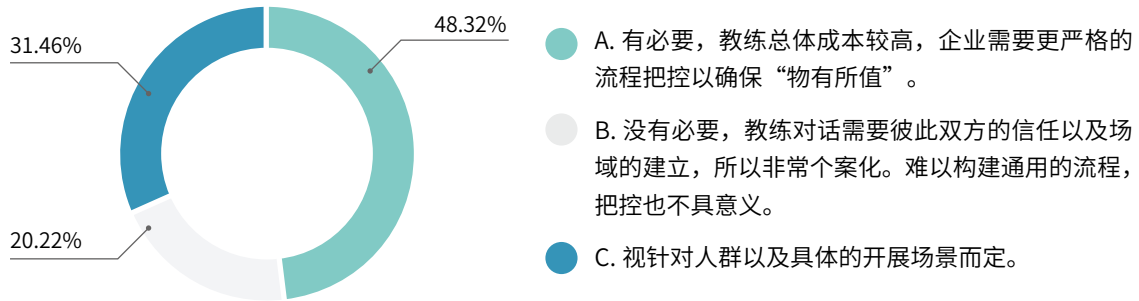 48.32%
31.46%
20.22%
A. 有必要，教练总体成本较高，企业需要更严格的
流程把控以确保“物有所值”。
B. 没有必要，教练对话需要彼此双方的信任以及场
域的建立，所以非常个案化。难以构建通用的流程，
把控也不具意义。
C. 视针对人群以及具体的开展场景而定。